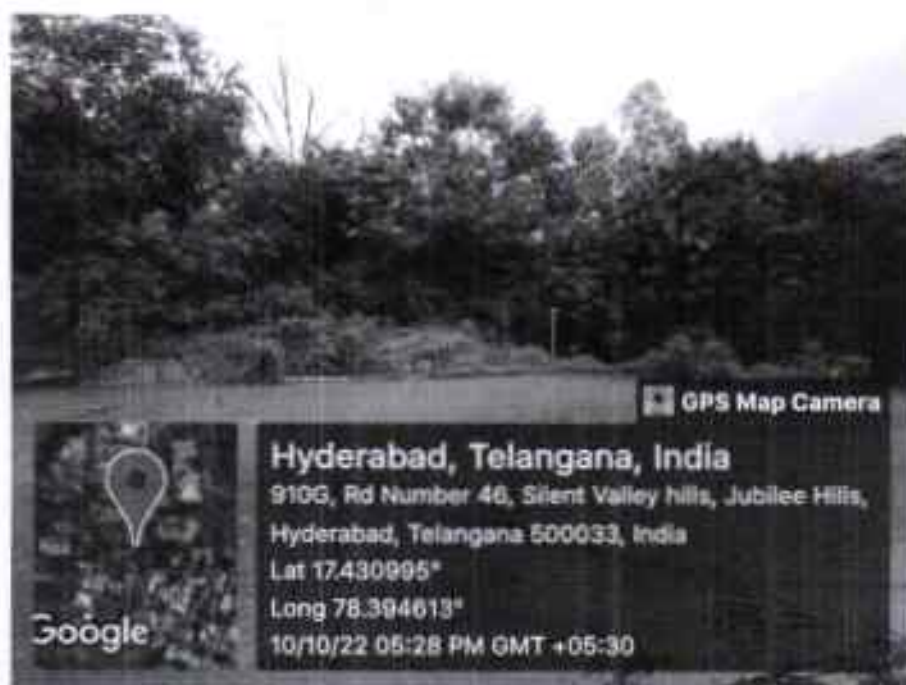 GPS Map Camera
Hyderabad, Telangana, India
910G, Rd Number 46, Silent Valley hills, Jubilee Hills,
Hyderabad, Telangana 500033, India
Lat 17.430995°
Long 78.394613°
10/10/22 05:28 PM GMT +05:30
Google